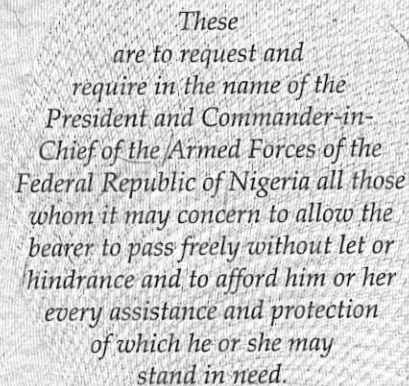 These
are to request and
require in the name of the
President and Commander-in-
Chief of the Armed Forces of the
Federal Republic of Nigeria all those
whom it may concern to allow the
bearer to pass freely without let or
hindrance and to afford him or her
every assistance and protection
of which he or she may
stand in need.